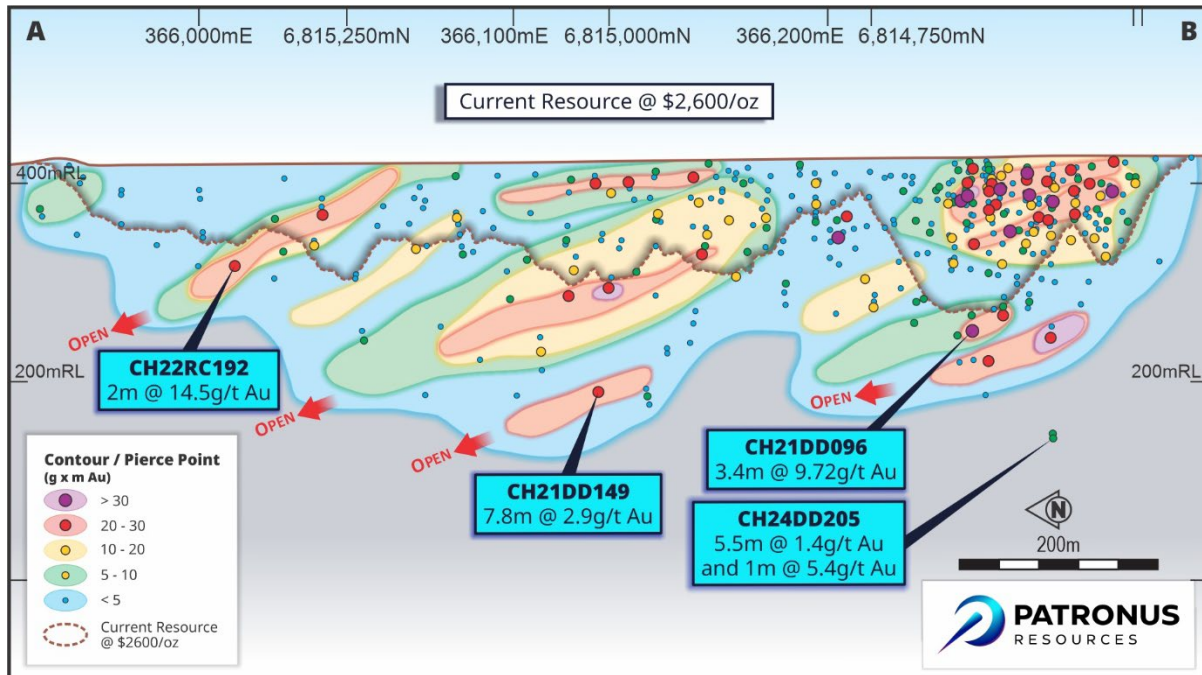 A
B
366,000mE
6,815,250mN
366,100mE
6,815,000mN
366,200mE
6,814,750mN
Current Resource @ $2,600/oz
400mRL
OPEN
CH22RC192
2m @ 14.5g/t Au
200mRL
200mRL
OPEN
OPEN
OPEN
CH21DD149
7.8m @ 2.9g/t Au
CH21DD096
3.4m @ 9.72g/t Au
CH24DD205
5.5m @ 1.4g/t Au
and 1m @ 5.4g/t Au
Contour / Pierce Point
(g x m Au)
> 30
20 - 30
10 - 20
5 - 10
< 5
Current Resource
@ $2600/oz
N
200m
PATRONUS
RESOURCES